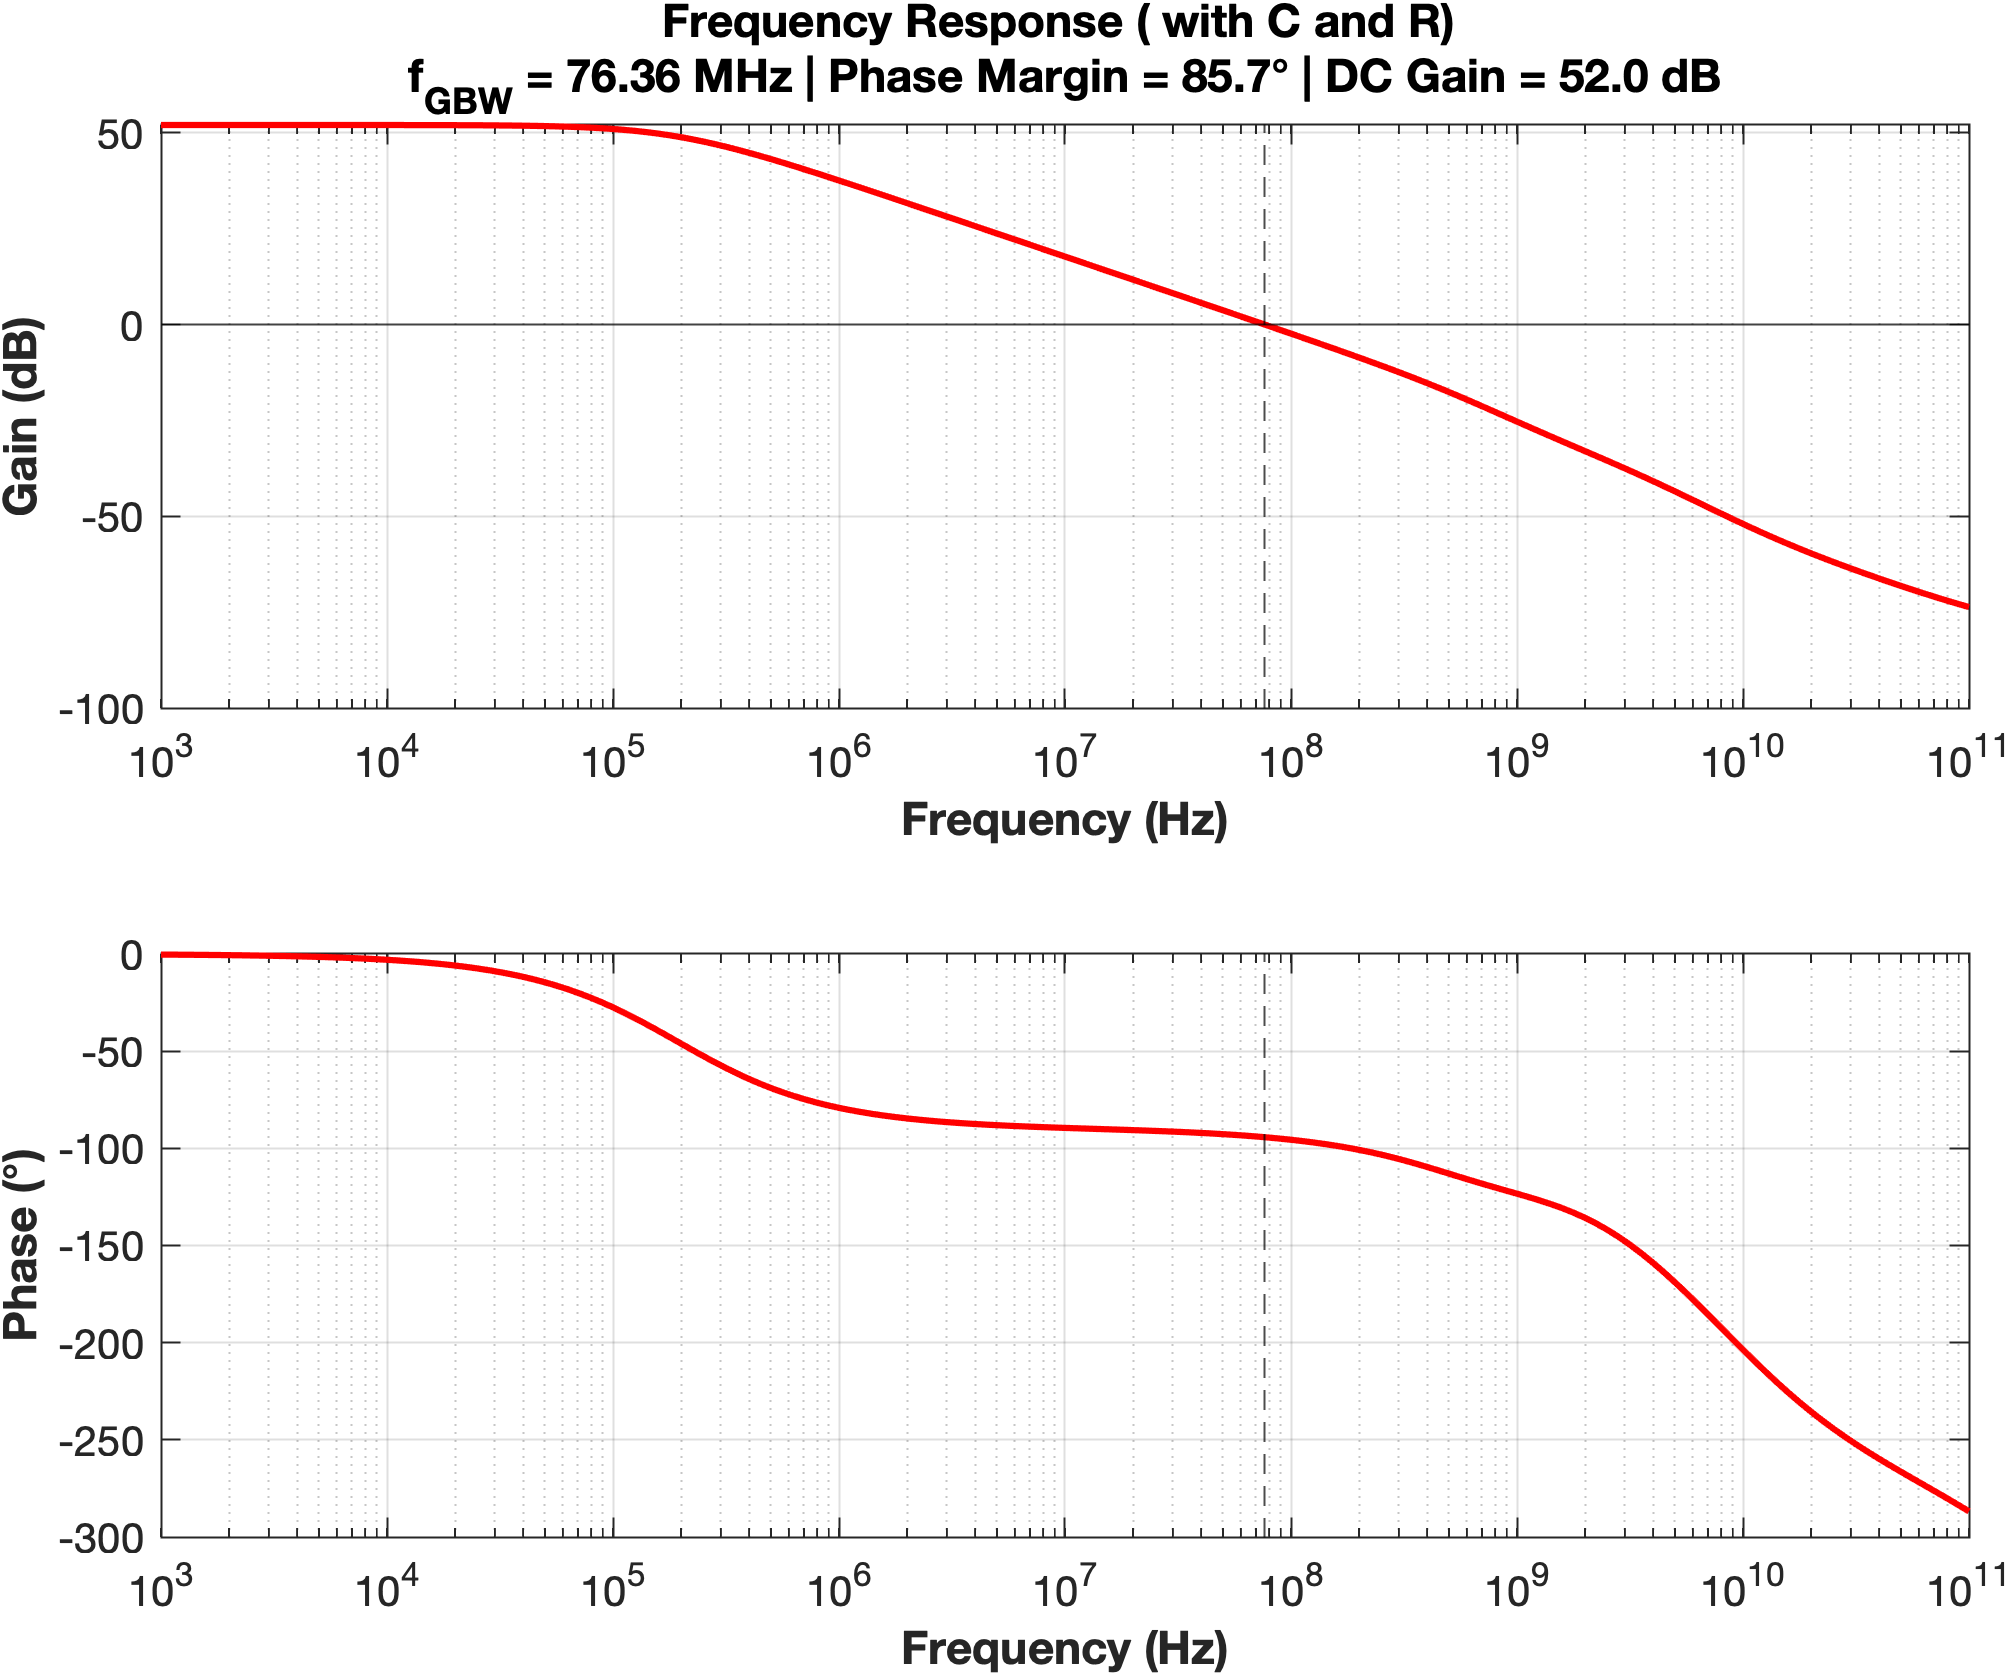 Frequency Response ( with C and R)
f_GBW = 76.36 MHz | Phase Margin = 85.7° | DC Gain = 52.0 dB
50
0
-50
-100
Gain (dB)
10^3 10^4 10^5 10^6 10^7 10^8 10^9 10^10 10^11
Frequency (Hz)
0
-50
-100
-150
-200
-250
-300
Phase (°)
10^3 10^4 10^5 10^6 10^7 10^8 10^9 10^10 10^11
Frequency (Hz)